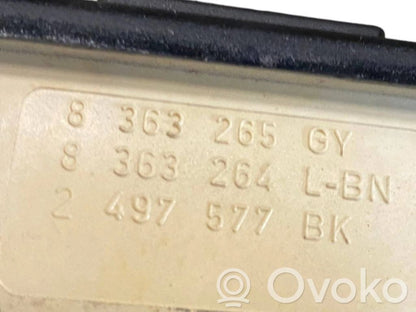 8 363 265 GY
8 363 264 L-BN
2 497 577 BK
Ovoko